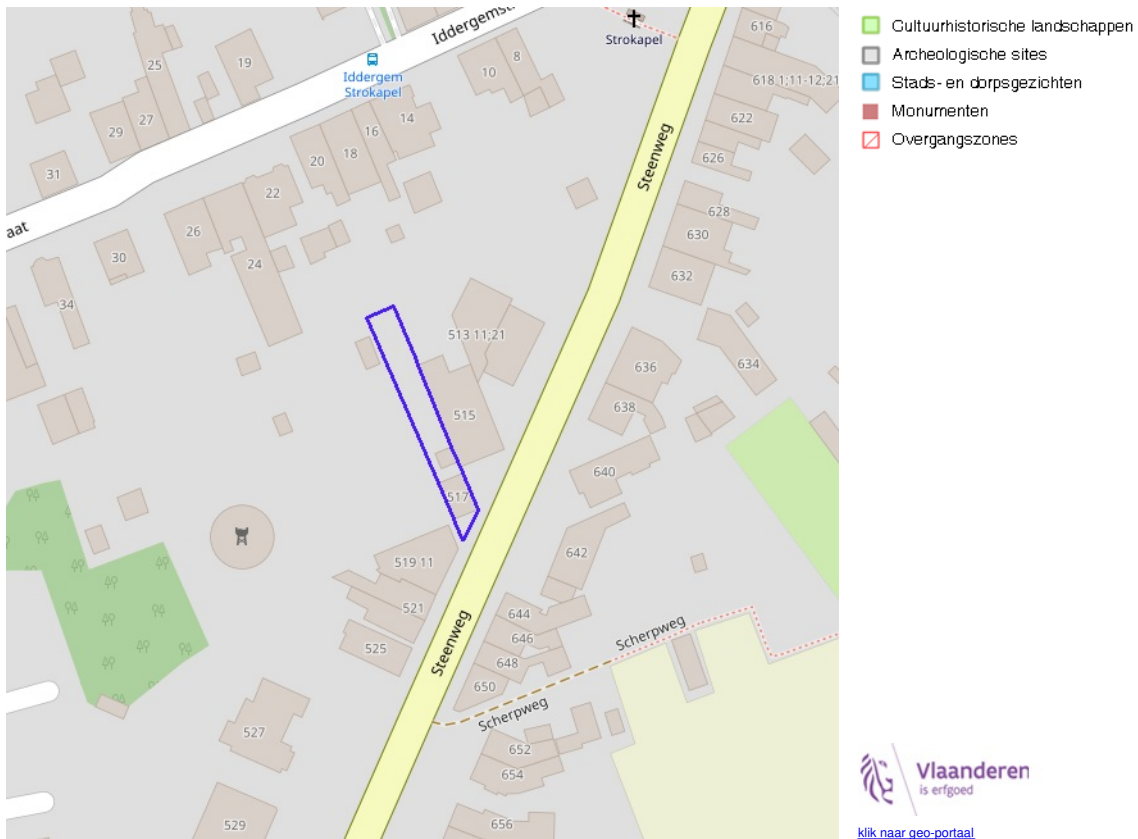 Iddergemst
Strokapel
616
25
19
8
10
Iddergem
Strokapel
618 1;11-12;21
622
29
27
14
16
18
20
626
Steenweg
31
22
628
aat
26
630
30
24
632
34
513 11;21
634
636
638
515
640
517
519 11
642
521
644
Steenweg
525
646
Scherpweg
648
650
Scherpweg
527
652
654
529
656
Cultuurhistorische landschappen
Archeologische sites
Stads- en dorpsgezichten
Monumenten
Overgangszones
Vlaanderen
is erfgoed
klik naar geo-portaal